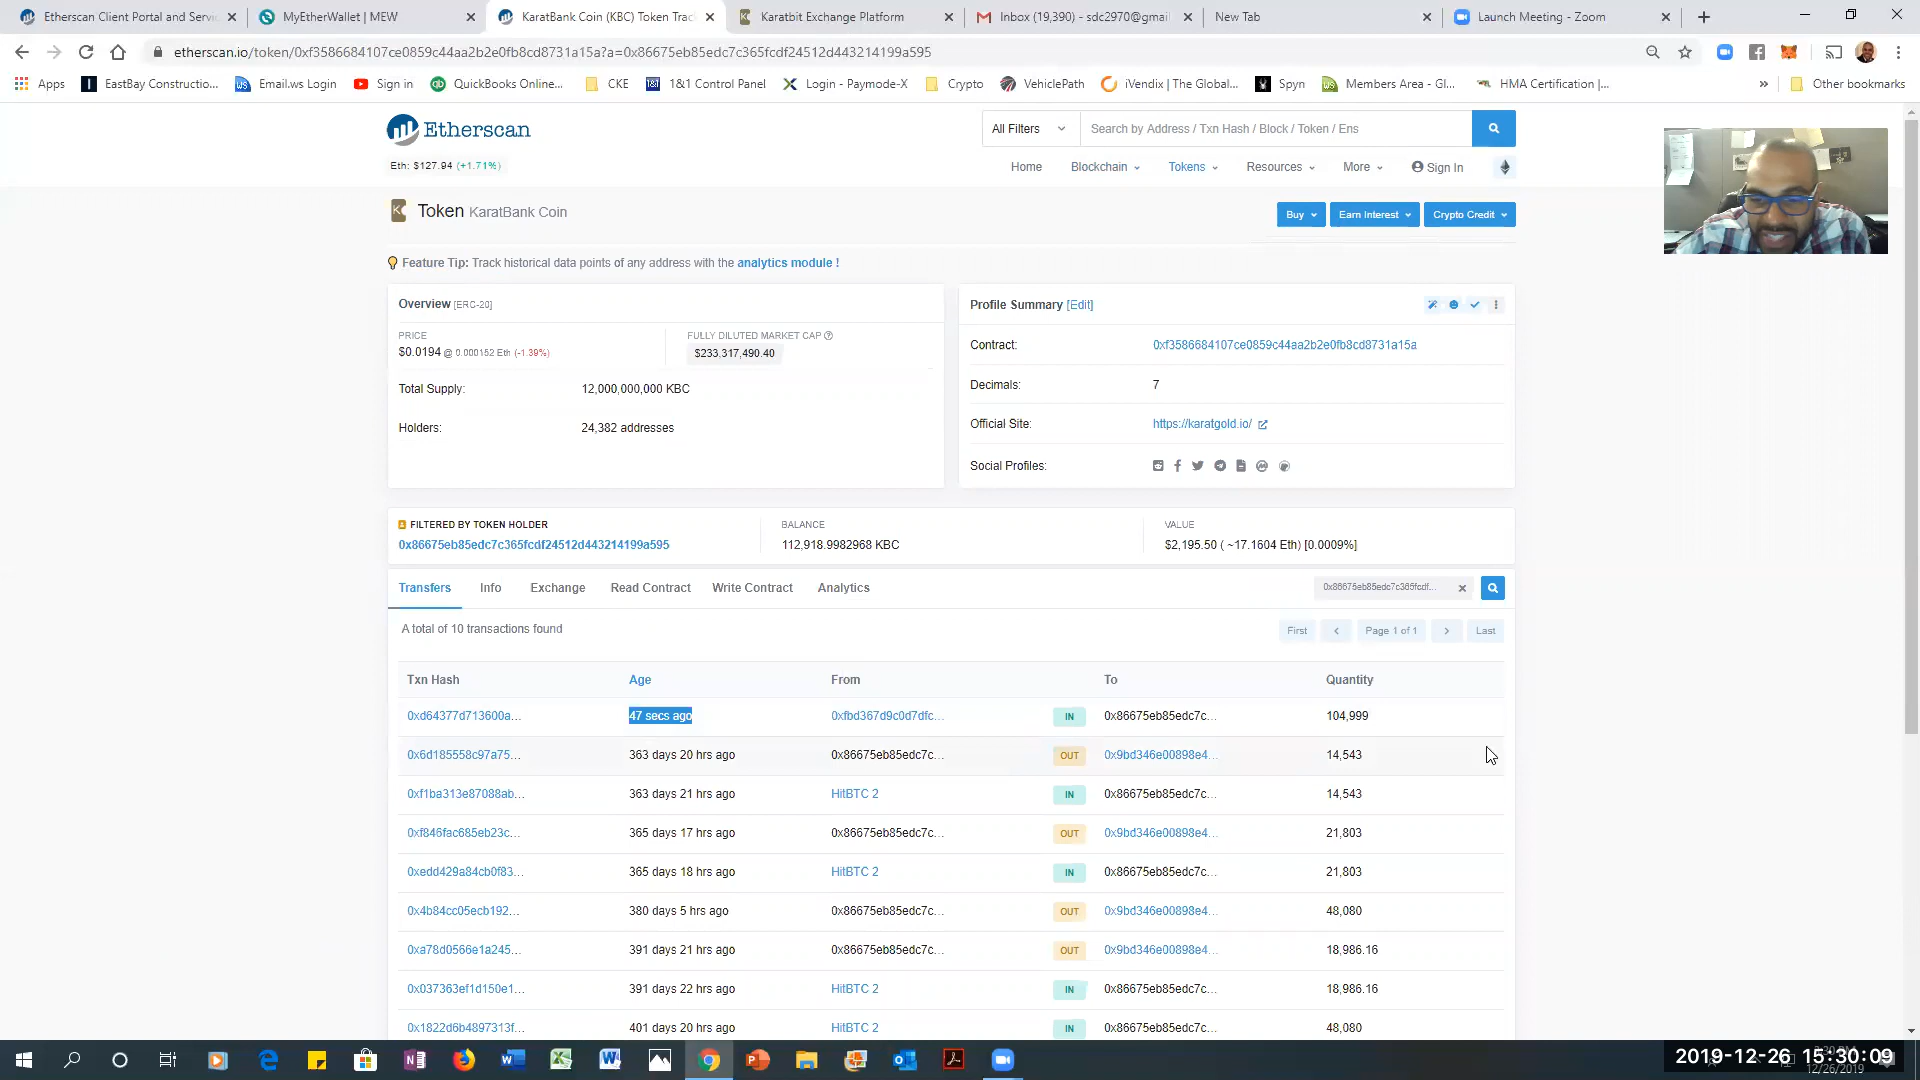 Etherscan Client Portal and Servi
MyEtherWallet | MEW
KaratBank Coin (KBC) Token Trac
Karatbit Exchange Platform
Inbox (19,390) - sdc2970@gmail
New Tab
Launch Meeting - Zoom
etherscan.io/token/0xf3586684107ce0859c44aa2b2e0fb8cd8731a15a?a=0x86675eb85edc7c365fcdf24512d443214199a595
Apps
EastBay Construction...
Email.ws Login
Sign in
QuickBooks Online...
CKE
1&1 Control Panel
Login - Paymode-X
Crypto
VehiclePath
iVendix | The Global...
Spyn
Members Area - Gl...
HMA Certification |...
Other bookmarks
Etherscan
All Filters
Search by Address / Txn Hash / Block / Token / Ens
Eth: $127.94 (+1.71%)
Home
Blockchain
Tokens
Resources
More
Sign In
Token KaratBank Coin
Buy
Earn Interest
Crypto Credit
Feature Tip: Track historical data points of any address with the analytics module !
Overview [ERC-20]
PRICE
$0.0194 @ 0.000152 Eth (-1.39%)
FULLY DILUTED MARKET CAP
$233,317,490.40
Total Supply: 12,000,000,000 KBC
Holders: 24,382 addresses
Profile Summary [Edit]
Contract: 0xf3586684107ce0859c44aa2b2e0fb8cd8731a15a
Decimals: 7
Official Site: https://karatgold.io/
Social Profiles:
FILTERED BY TOKEN HOLDER
0x86675eb85edc7c365fcdf24512d443214199a595
BALANCE
112,918.9982968 KBC
VALUE
$2,195.50 ( ~17.1604 Eth) [0.0009%]
Transfers
Info
Exchange
Read Contract
Write Contract
Analytics
0x86675eb85edc7c365fcdf...
A total of 10 transactions found
First
Page 1 of 1
Last
Txn Hash Age From To Quantity
0xd64377d713600a... 47 secs ago 0xfbd367d9c0d7dfc... IN 0x86675eb85edc7c... 104,999
0x6d185558c97a75... 363 days 20 hrs ago 0x86675eb85edc7c... OUT 0x9bd346e00898e4... 14,543
0xf1ba313e87088ab... 363 days 21 hrs ago HitBTC 2 IN 0x86675eb85edc7c... 14,543
0xf846fac685eb23c... 365 days 17 hrs ago 0x86675eb85edc7c... OUT 0x9bd346e00898e4... 21,803
0xedd429a84cb0f83... 365 days 18 hrs ago HitBTC 2 IN 0x86675eb85edc7c... 21,803
0x4b84cc05ecb192... 380 days 5 hrs ago 0x86675eb85edc7c... OUT 0x9bd346e00898e4... 48,080
0xa78d0566e1a245... 391 days 21 hrs ago 0x86675eb85edc7c... OUT 0x9bd346e00898e4... 18,986.16
0x037363ef1d150e1... 391 days 22 hrs ago HitBTC 2 IN 0x86675eb85edc7c... 18,986.16
0x1822d6b4897313f... 401 days 20 hrs ago HitBTC 2 IN 0x86675eb85edc7c... 48,080
2019-12-26 15:30:09
12/26/2019